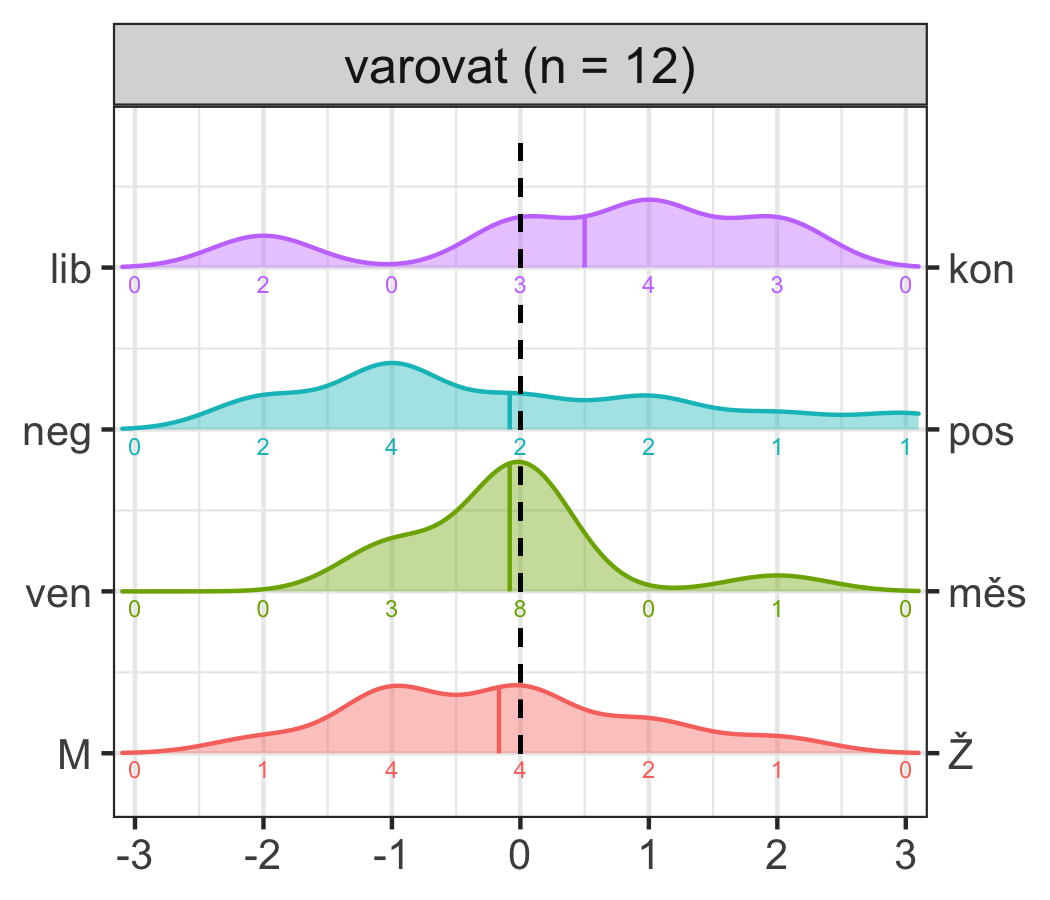 varovat (n = 12)
lib kon
0 2 0 3 4 3 0
neg pos
0 2 4 2 2 1 1
ven měs
0 0 3 8 0 1 0
M Ž
0 1 4 4 2 1 0
-3 -2 -1 0 1 2 3